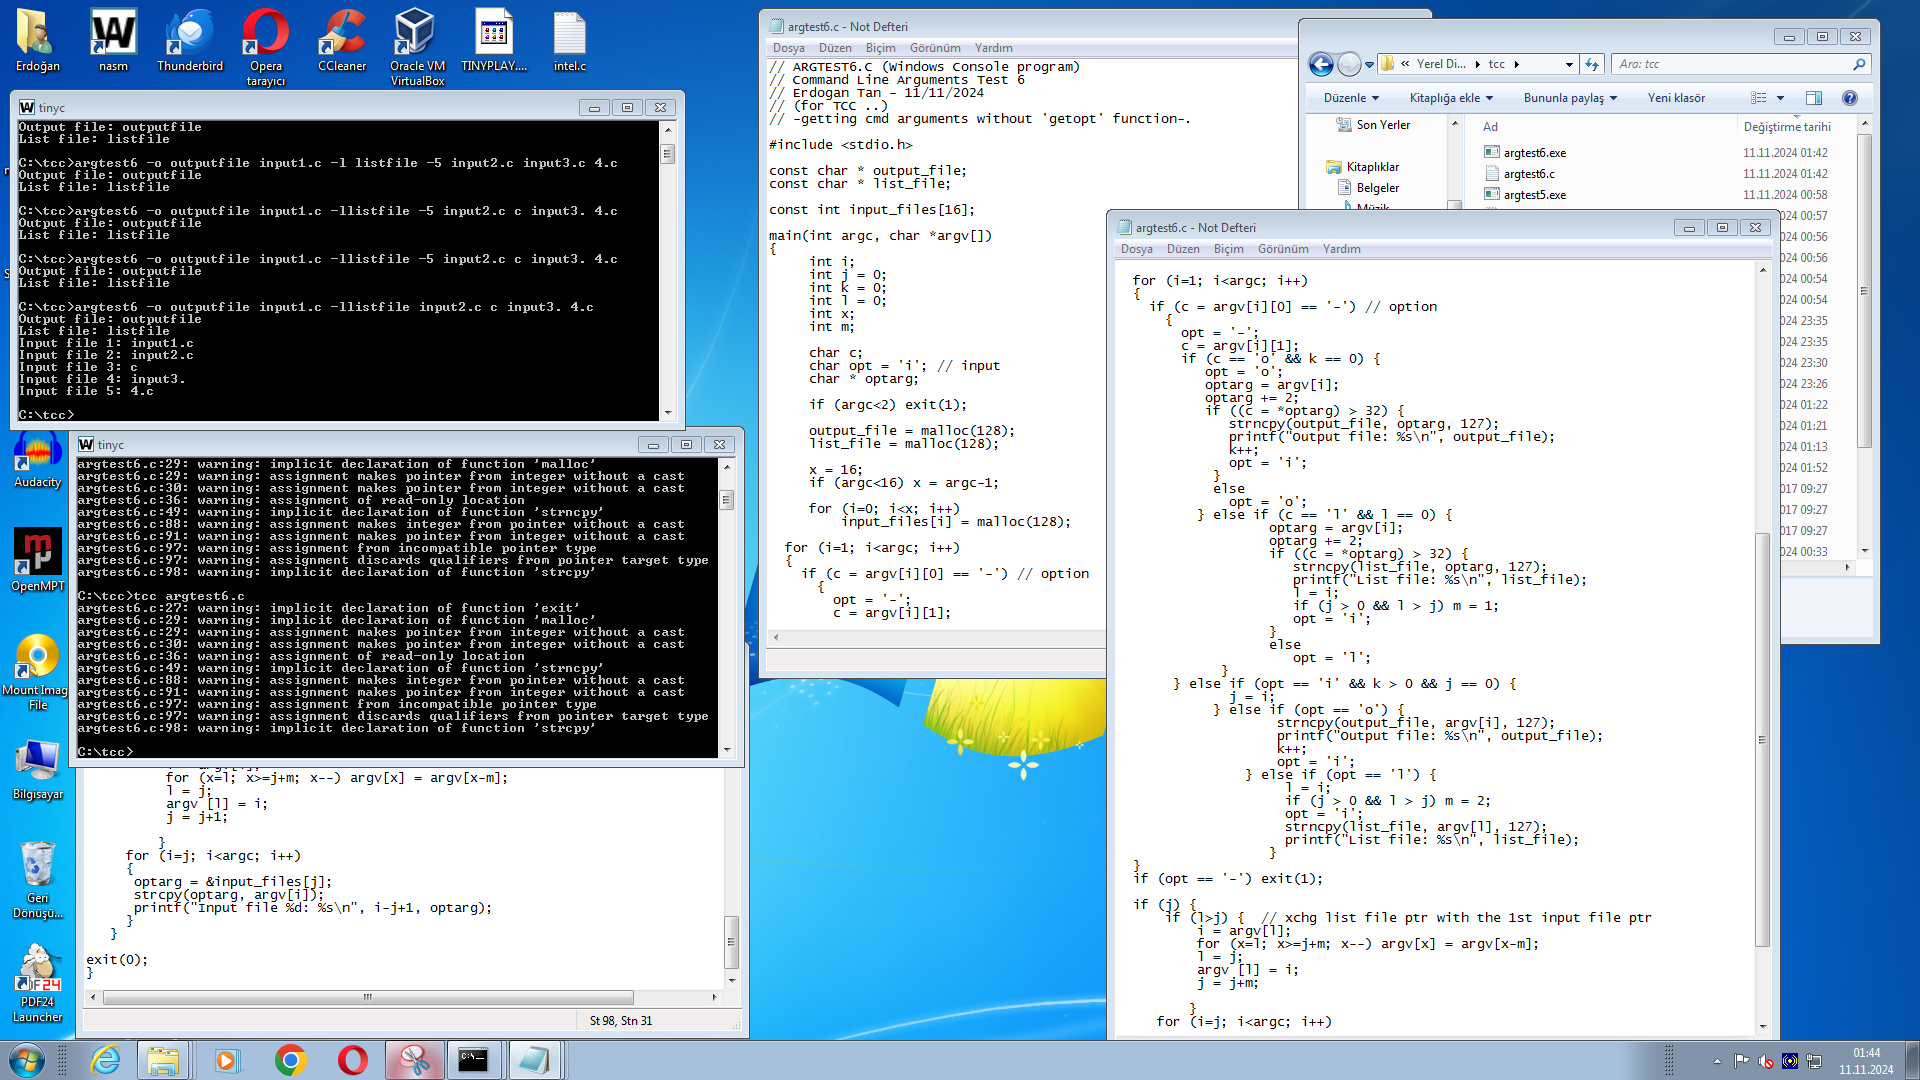 Erdoğan
nasm
Thunderbird
Opera tarayıcı
CCleaner
Oracle VM VirtualBox
TINYPLAY....
intel.c
Audacity
OpenMPT
Mount Imag File
Bilgisayar
Geri Dönüşü...
PDF24 Launcher
tinyc
Output file: outputfile
List file: listfile
C:\tcc>argtest6 -o outputfile input1.c -l listfile -5 input2.c input3.c 4.c
Output file: outputfile
List file: listfile
C:\tcc>argtest6 -o outputfile input1.c -llistfile -5 input2.c c input3. 4.c
Output file: outputfile
List file: listfile
C:\tcc>argtest6 -o outputfile input1.c -llistfile -5 input2.c c input3. 4.c
Output file: outputfile
List file: listfile
C:\tcc>argtest6 -o outputfile input1.c -llistfile input2.c c input3. 4.c
Output file: outputfile
List file: listfile
Input file 1: input1.c
Input file 2: input2.c
Input file 3: c
Input file 4: input3.
Input file 5: 4.c
C:\tcc>
tinyc
argtest6.c:29: warning: implicit declaration of function 'malloc'
argtest6.c:29: warning: assignment makes pointer from integer without a cast
argtest6.c:30: warning: assignment makes pointer from integer without a cast
argtest6.c:36: warning: assignment of read-only location
argtest6.c:49: warning: implicit declaration of function 'strncpy'
argtest6.c:88: warning: assignment makes integer from pointer without a cast
argtest6.c:91: warning: assignment makes pointer from integer without a cast
argtest6.c:97: warning: assignment from incompatible pointer type
argtest6.c:97: warning: assignment discards qualifiers from pointer target type
argtest6.c:98: warning: implicit declaration of function 'strcpy'
C:\tcc>tcc argtest6.c
argtest6.c:27: warning: implicit declaration of function 'exit'
argtest6.c:29: warning: implicit declaration of function 'malloc'
argtest6.c:29: warning: assignment makes pointer from integer without a cast
argtest6.c:30: warning: assignment makes pointer from integer without a cast
argtest6.c:36: warning: assignment of read-only location
argtest6.c:49: warning: implicit declaration of function 'strncpy'
argtest6.c:88: warning: assignment makes integer from pointer without a cast
argtest6.c:91: warning: assignment makes pointer from integer without a cast
argtest6.c:97: warning: assignment from incompatible pointer type
argtest6.c:97: warning: assignment discards qualifiers from pointer target type
argtest6.c:98: warning: implicit declaration of function 'strcpy'
C:\tcc>
for (x=l; x>=j+m; x--) argv[x] = argv[x-m];
l = j;
argv [l] = i;
j = j+1;
}
for (i=j; i<argc; i++)
{
optarg = &input_files[j];
strcpy(optarg, argv[i]);
printf("Input file %d: %s\n", i-j+1, optarg);
}
}
exit(0);
}
St 98, Stn 31
argtest6.c - Not Defteri
Dosya Düzen Biçim Görünüm Yardım
// ARGTEST6.C (Windows Console program)
// Command Line Arguments Test 6
// Erdogan Tan - 11/11/2024
// (for TCC ..)
// -getting cmd arguments without 'getopt' function-.
#include <stdio.h>
const char * output_file;
const char * list_file;
const int input_files[16];
main(int argc, char *argv[])
{
int i;
int j = 0;
int k = 0;
int l = 0;
int x;
int m;
char c;
char opt = 'i'; // input
char * optarg;
if (argc<2) exit(1);
output_file = malloc(128);
list_file = malloc(128);
x = 16;
if (argc<16) x = argc-1;
for (i=0; i<x; i++)
input_files[i] = malloc(128);
for (i=1; i<argc; i++)
{
if (c = argv[i][0] == '-') // option
{
opt = '-';
c = argv[i][1];
« Yerel Di... tcc
Ara: tcc
Düzenle Kitaplığa ekle Bununla paylaş Yeni klasör
Son Yerler
Kitaplıklar
Belgeler
Müzik
Ad Değiştirme tarihi
argtest6.exe 11.11.2024 01:42
argtest6.c 11.11.2024 01:42
argtest5.exe 11.11.2024 00:58
024 00:57
024 00:56
024 00:56
024 00:54
024 00:54
024 23:35
024 23:35
024 23:30
024 23:26
024 01:22
024 01:21
024 01:13
024 01:52
017 09:27
017 09:27
017 09:27
024 00:33
argtest6.c - Not Defteri
Dosya Düzen Biçim Görünüm Yardım
for (i=1; i<argc; i++)
{
if (c = argv[i][0] == '-') // option
{
opt = '-';
c = argv[i][1];
if (c == 'o' && k == 0) {
opt = 'o';
optarg = argv[i];
optarg += 2;
if ((c = *optarg) > 32) {
strncpy(output_file, optarg, 127);
printf("Output file: %s\n", output_file);
k++;
opt = 'i';
}
else
opt = 'o';
} else if (c == 'l' && l == 0) {
optarg = argv[i];
optarg += 2;
if ((c = *optarg) > 32) {
strncpy(list_file, optarg, 127);
printf("List file: %s\n", list_file);
l = i;
if (j > 0 && l > j) m = 1;
opt = 'i';
}
else
opt = 'l';
}
} else if (opt == 'i' && k > 0 && j == 0) {
j = i;
} else if (opt == 'o') {
strncpy(output_file, argv[i], 127);
printf("Output file: %s\n", output_file);
k++;
opt = 'i';
} else if (opt == 'l') {
l = i;
if (j > 0 && l > j) m = 2;
opt = 'i';
strncpy(list_file, argv[l], 127);
printf("List file: %s\n", list_file);
}
}
if (opt == '-') exit(1);
if (j) {
if (l>j) { // xchg list file ptr with the 1st input file ptr
i = argv[l];
for (x=l; x>=j+m; x--) argv[x] = argv[x-m];
l = j;
argv [l] = i;
j = j+m;
}
for (i=j; i<argc; i++)
01:44
11.11.2024